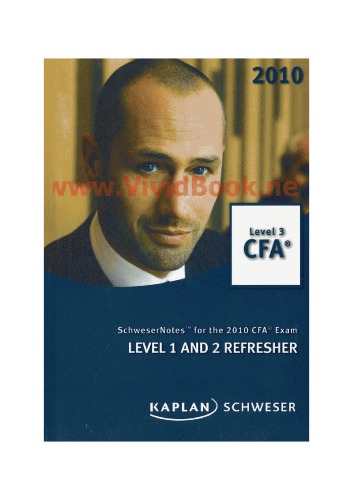 2010
www.VividBook.ne
Level 3
CFA®
SchweserNotes™ for the 2010 CFA® Exam
LEVEL 1 AND 2 REFRESHER
KAPLAN SCHWESER